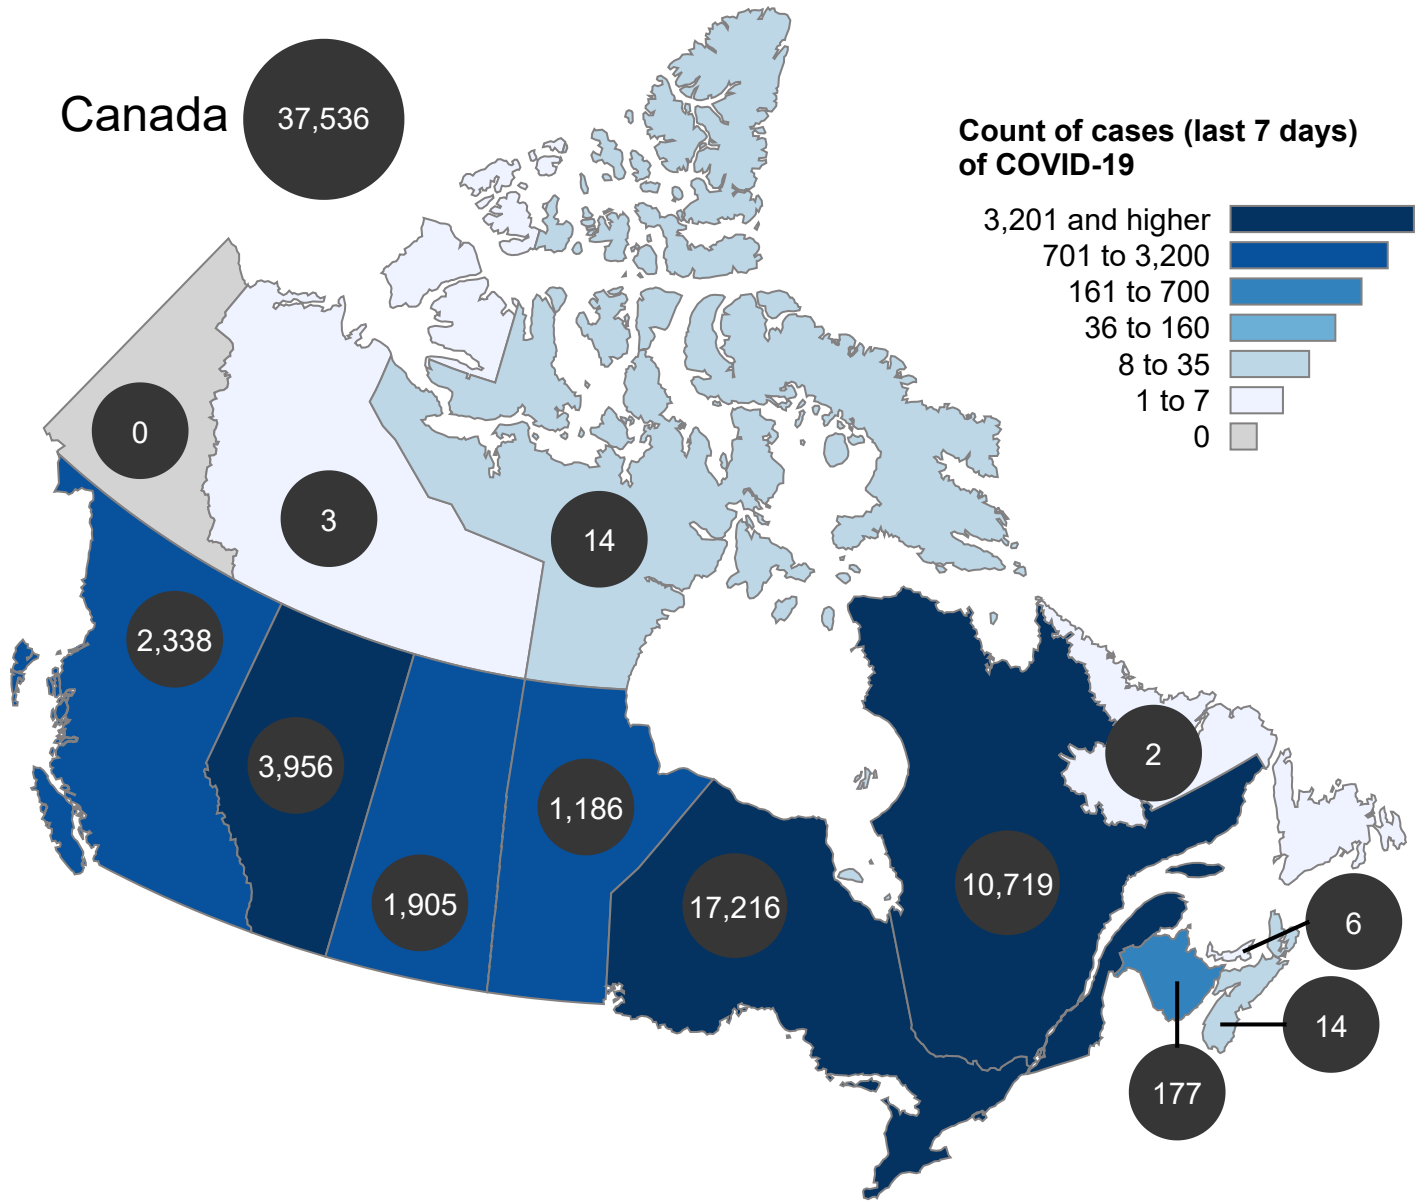 Canada
37,536
Count of cases (last 7 days)
of COVID-19
3,201 and higher
701 to 3,200
161 to 700
36 to 160
8 to 35
1 to 7
0
0
3
14
2,338
3,956
1,905
1,186
17,216
10,719
2
6
14
177